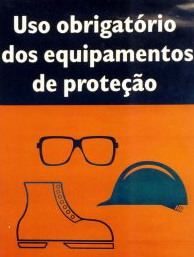 Uso obrigatório
dos equipamentos
de proteção